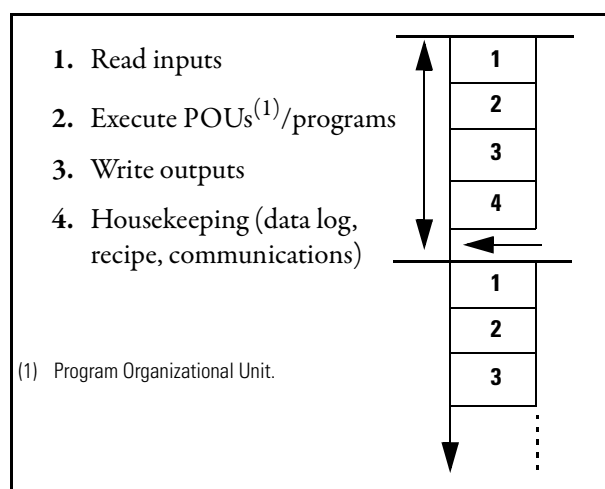 1. Read inputs
2. Execute POUs(1)/programs
3. Write outputs
4. Housekeeping (data log,
recipe, communications)
(1) Program Organizational Unit.
1
2
3
4
1
2
3